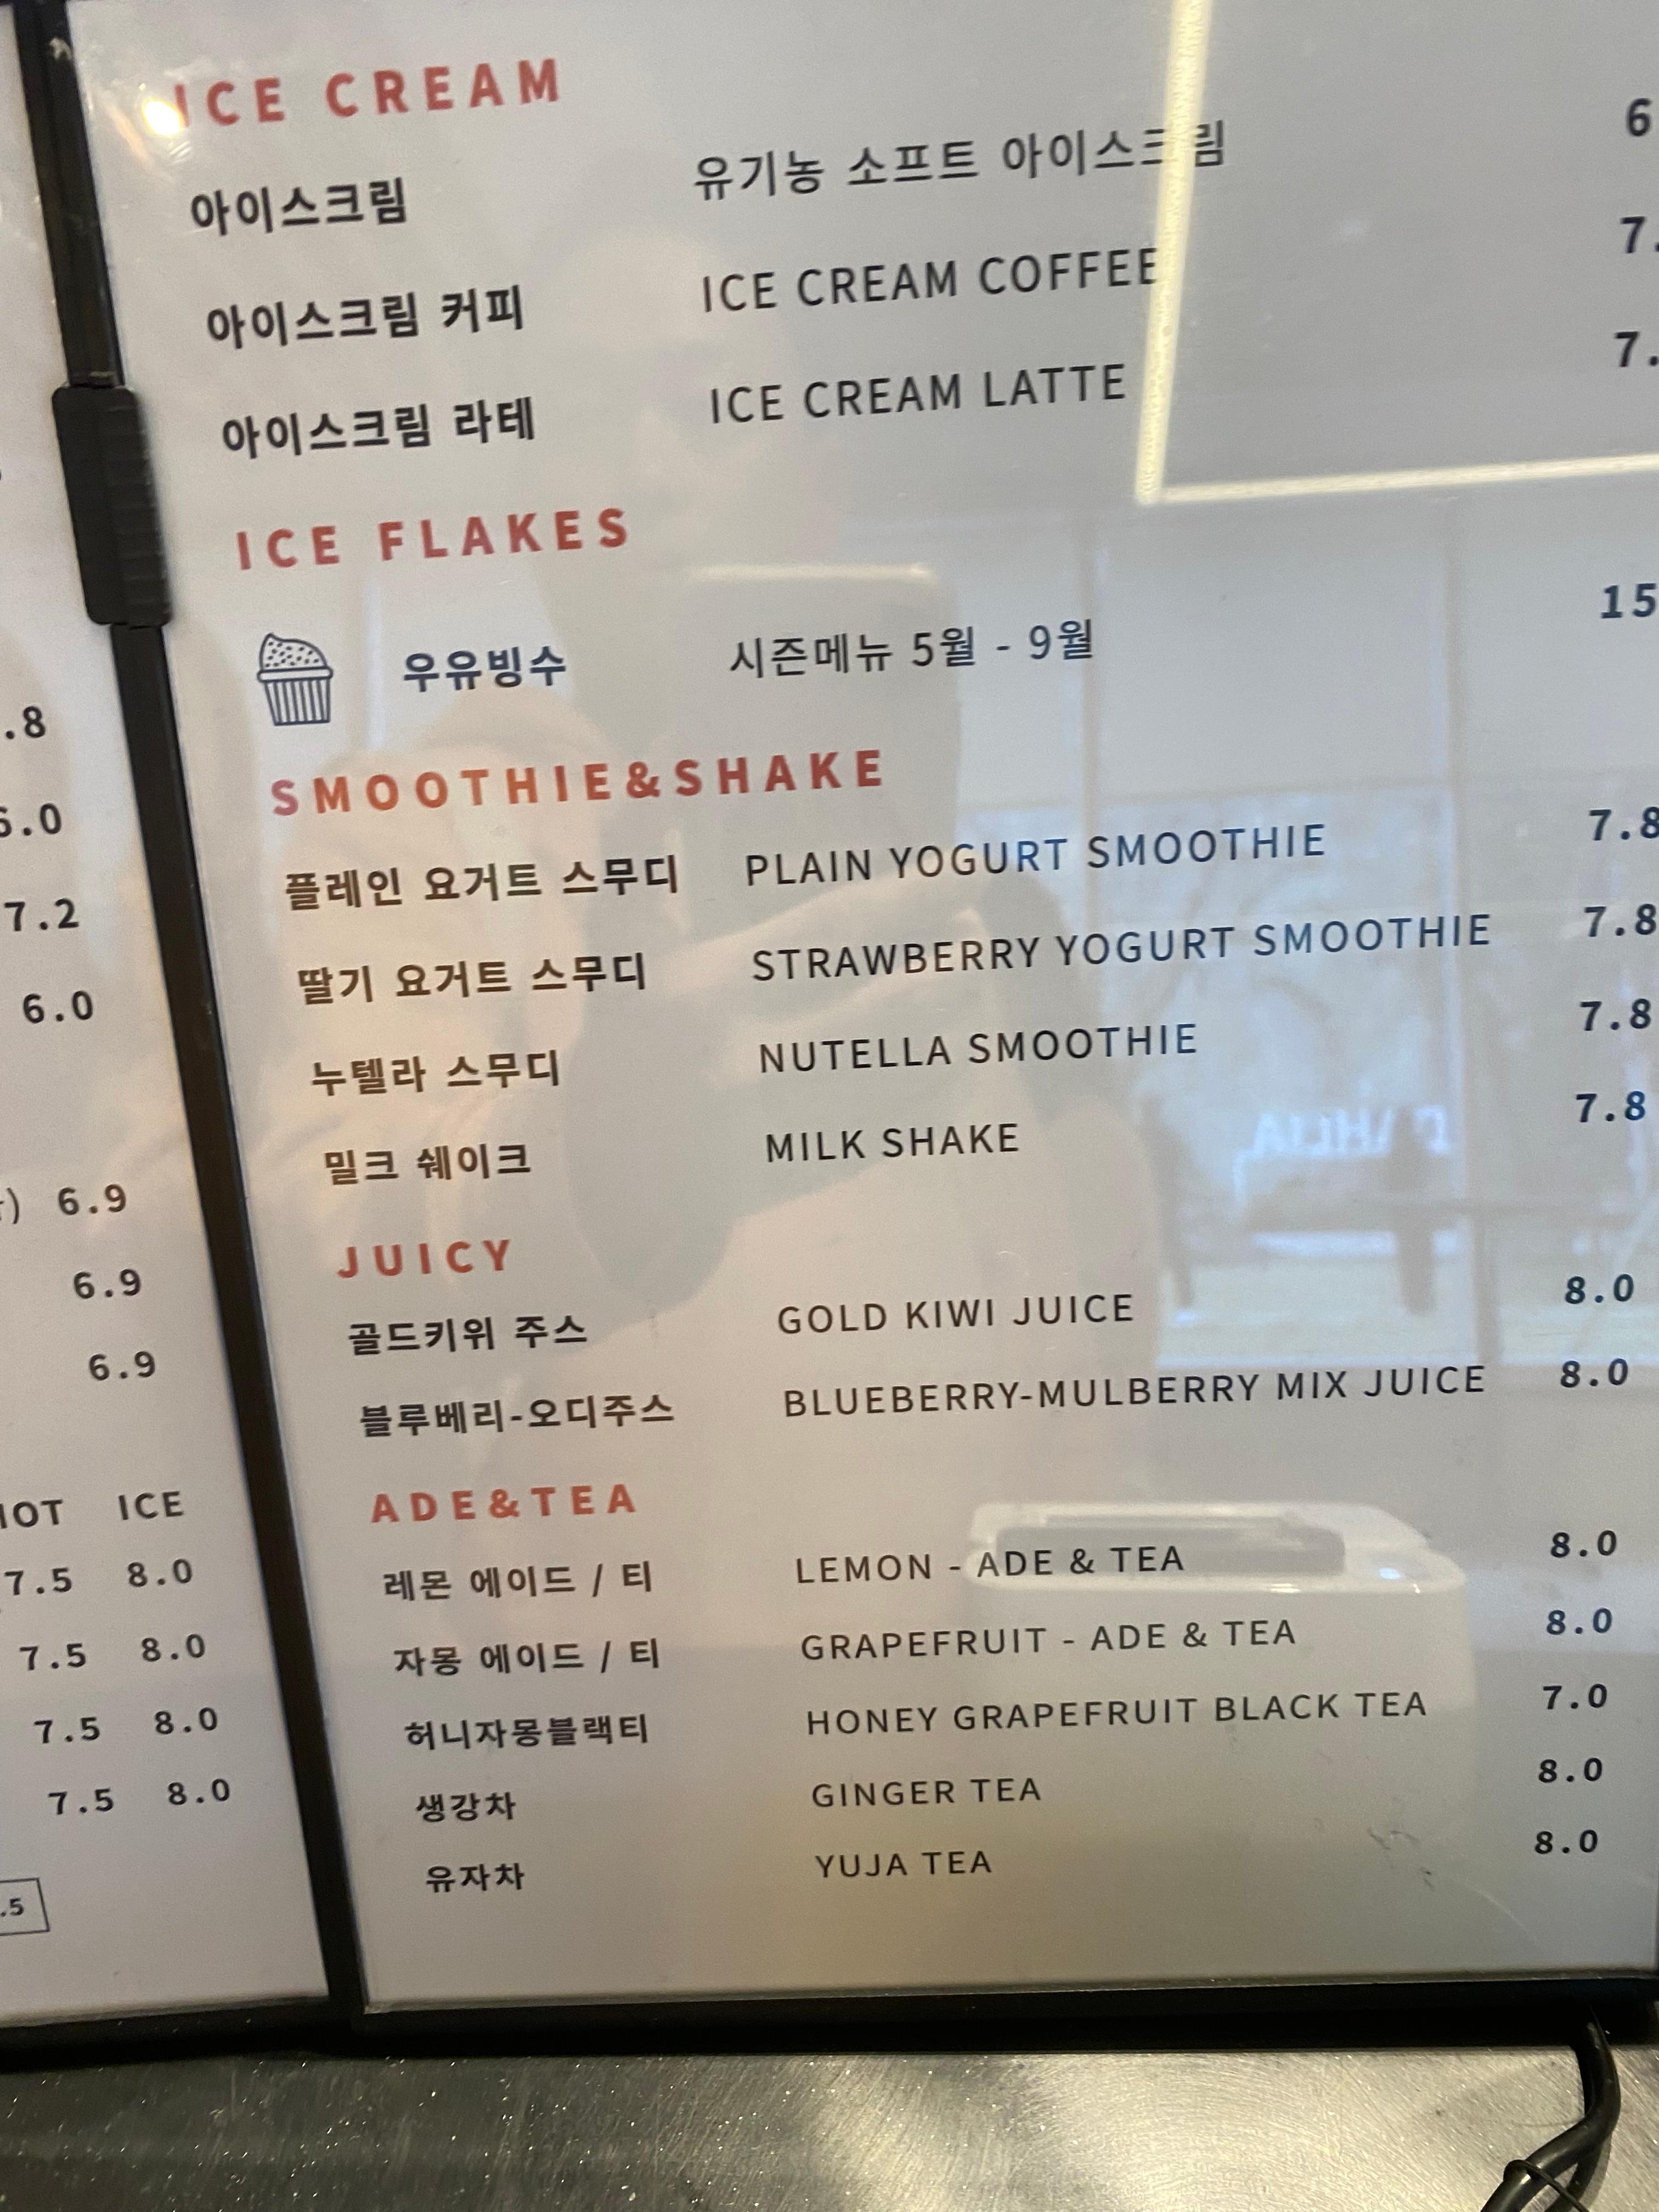 .8
6.0
7.2
6.0
) 6.9
6.9
6.9
HOT ICE
7.5 8.0
7.5 8.0
7.5 8.0
7.5 8.0
.5
ICE CREAM
아이스크림 유기농 소프트 아이스크림 6
아이스크림 커피 ICE CREAM COFFEE 7.
아이스크림 라테 ICE CREAM LATTE 7.
ICE FLAKES
우유빙수 시즌메뉴 5월 - 9월 15
SMOOTHIE&SHAKE
플레인 요거트 스무디 PLAIN YOGURT SMOOTHIE 7.8
딸기 요거트 스무디 STRAWBERRY YOGURT SMOOTHIE 7.8
누텔라 스무디 NUTELLA SMOOTHIE 7.8
밀크 쉐이크 MILK SHAKE 7.8
JUICY
골드키위 주스 GOLD KIWI JUICE 8.0
블루베리-오디주스 BLUEBERRY-MULBERRY MIX JUICE 8.0
ADE&TEA
레몬 에이드 / 티 LEMON - ADE & TEA 8.0
자몽 에이드 / 티 GRAPEFRUIT - ADE & TEA 8.0
허니자몽블랙티 HONEY GRAPEFRUIT BLACK TEA 7.0
생강차 GINGER TEA 8.0
유자차 YUJA TEA 8.0